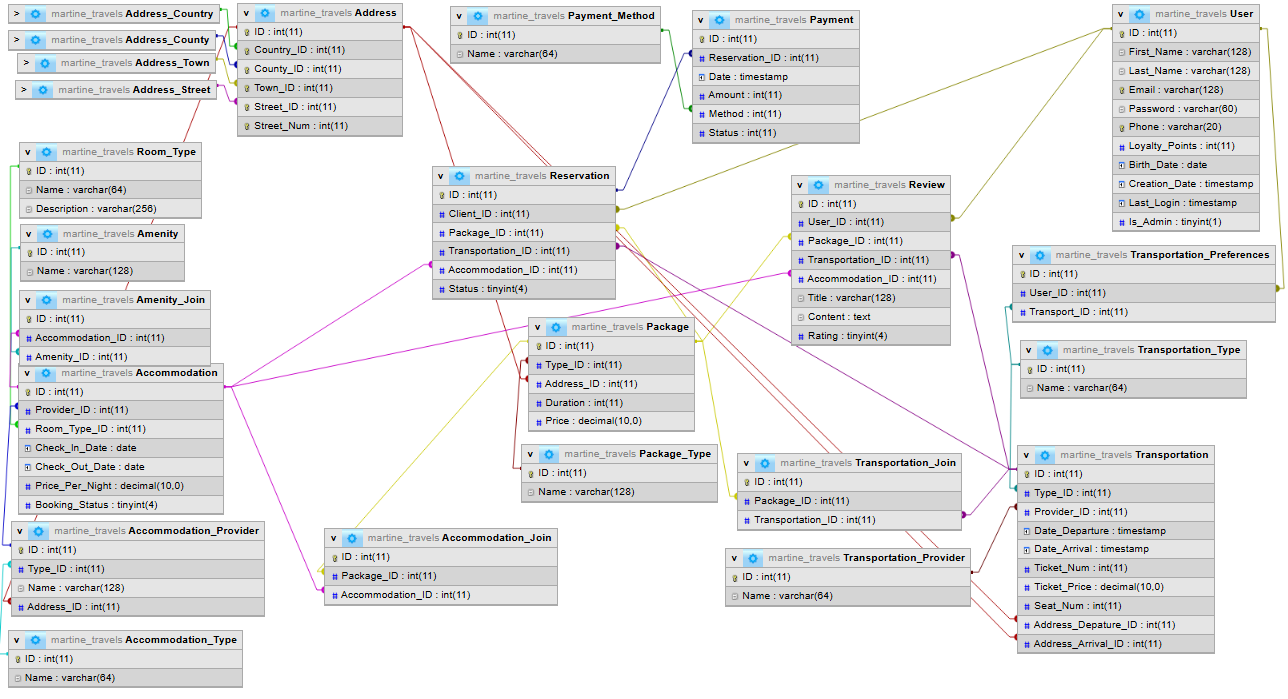 > martine_travels Address_Country
> martine_travels Address_County
> martine_travels Address_Town
> martine_travels Address_Street
v martine_travels Address
ID : int(11)
Country_ID : int(11)
County_ID : int(11)
Town_ID : int(11)
Street_ID : int(11)
Street_Num : int(11)
v martine_travels Payment_Method
ID : int(11)
Name : varchar(64)
v martine_travels Payment
ID : int(11)
# Reservation_ID : int(11)
Date : timestamp
# Amount : int(11)
# Method : int(11)
# Status : int(11)
v martine_travels User
ID : int(11)
First_Name : varchar(128)
Last_Name : varchar(128)
Email : varchar(128)
Password : varchar(60)
Phone : varchar(20)
# Loyalty_Points : int(11)
Birth_Date : date
Creation_Date : timestamp
Last_Login : timestamp
# Is_Admin : tinyint(1)
v martine_travels Room_Type
ID : int(11)
Name : varchar(64)
Description : varchar(256)
v martine_travels Amenity
ID : int(11)
Name : varchar(128)
v martine_travels Amenity_Join
ID : int(11)
# Accommodation_ID : int(11)
# Amenity_ID : int(11)
v martine_travels Accommodation
ID : int(11)
# Provider_ID : int(11)
# Room_Type_ID : int(11)
Check_In_Date : date
Check_Out_Date : date
# Price_Per_Night : decimal(10,0)
# Booking_Status : tinyint(4)
v martine_travels Accommodation_Provider
ID : int(11)
# Type_ID : int(11)
Name : varchar(128)
# Address_ID : int(11)
v martine_travels Accommodation_Type
ID : int(11)
Name : varchar(64)
v martine_travels Reservation
ID : int(11)
# Client_ID : int(11)
# Package_ID : int(11)
# Transportation_ID : int(11)
# Accommodation_ID : int(11)
# Status : tinyint(4)
v martine_travels Review
ID : int(11)
# User_ID : int(11)
# Package_ID : int(11)
# Transportation_ID : int(11)
# Accommodation_ID : int(11)
Title : varchar(128)
Content : text
# Rating : tinyint(4)
v martine_travels Package
ID : int(11)
# Type_ID : int(11)
# Address_ID : int(11)
# Duration : int(11)
# Price : decimal(10,0)
v martine_travels Package_Type
ID : int(11)
Name : varchar(128)
v martine_travels Accommodation_Join
ID : int(11)
# Package_ID : int(11)
# Accommodation_ID : int(11)
v martine_travels Transportation_Join
ID : int(11)
# Package_ID : int(11)
# Transportation_ID : int(11)
v martine_travels Transportation_Provider
ID : int(11)
Name : varchar(64)
v martine_travels Transportation_Preferences
ID : int(11)
# User_ID : int(11)
# Transport_ID : int(11)
v martine_travels Transportation_Type
ID : int(11)
Name : varchar(64)
v martine_travels Transportation
ID : int(11)
# Type_ID : int(11)
# Provider_ID : int(11)
Date_Departure : timestamp
Date_Arrival : timestamp
# Ticket_Num : int(11)
# Ticket_Price : decimal(10,0)
# Seat_Num : int(11)
# Address_Depature_ID : int(11)
# Address_Arrival_ID : int(11)